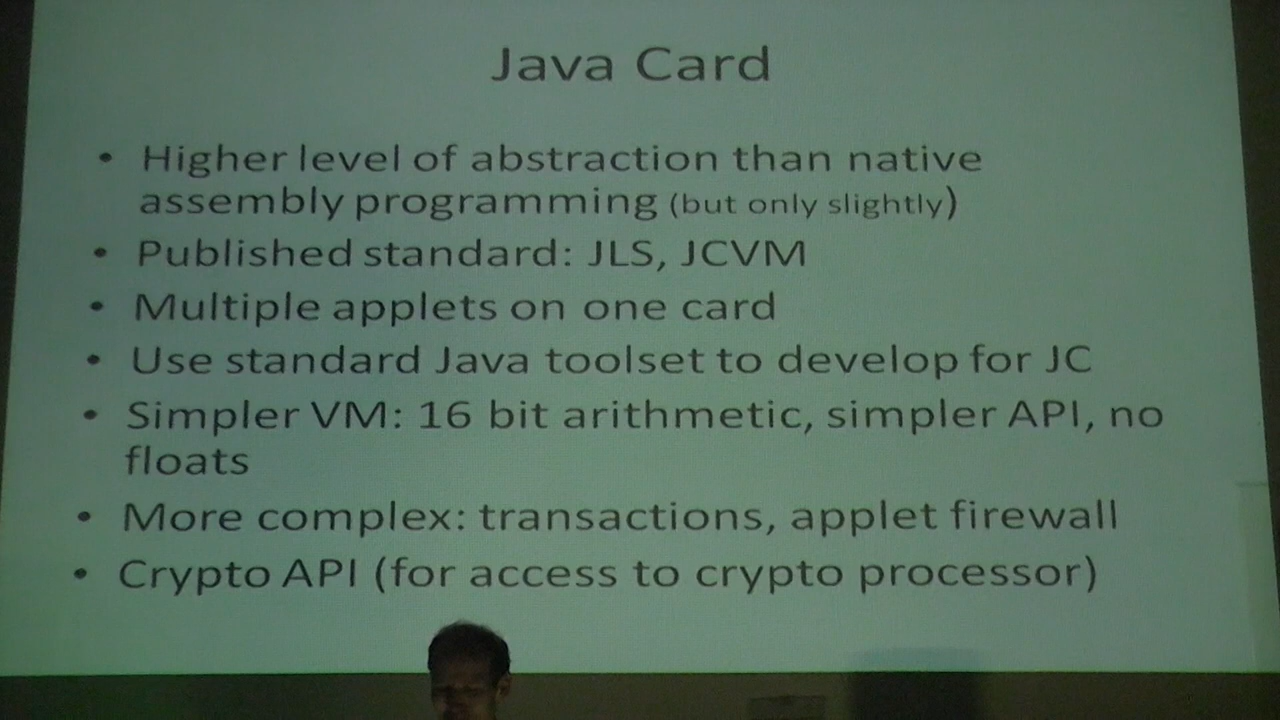 Java Card
• Higher level of abstraction than native
assembly programming (but only slightly)
• Published standard: JLS, JCVM
• Multiple applets on one card
• Use standard Java toolset to develop for JC
• Simpler VM: 16 bit arithmetic, simpler API, no
floats
• More complex: transactions, applet firewall
• Crypto API (for access to crypto processor)